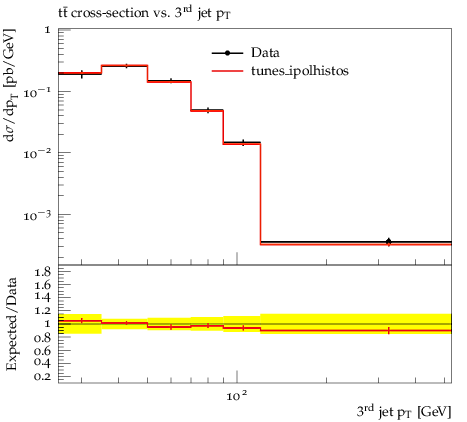 tt̄ cross-section vs. 3rd jet pT
dσ/dpT [pb/GeV]
1
10−1
10−2
10−3
Data
tunes_ipolhistos
Expected/Data
1.8
1.6
1.4
1.2
1
0.8
0.6
0.4
0.2
10 2
3rd jet pT [GeV]